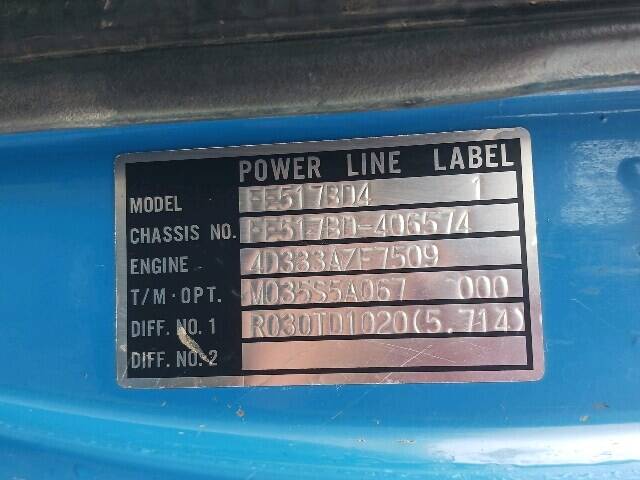 POWER LINE LABEL
MODEL FE517BD4 1
CHASSIS NO. FE517BD-406574
ENGINE
T/M·OPT. M035S5A067 000
DIFF. NO. 1 R030TD1020(5.714)
DIFF. NO. 2